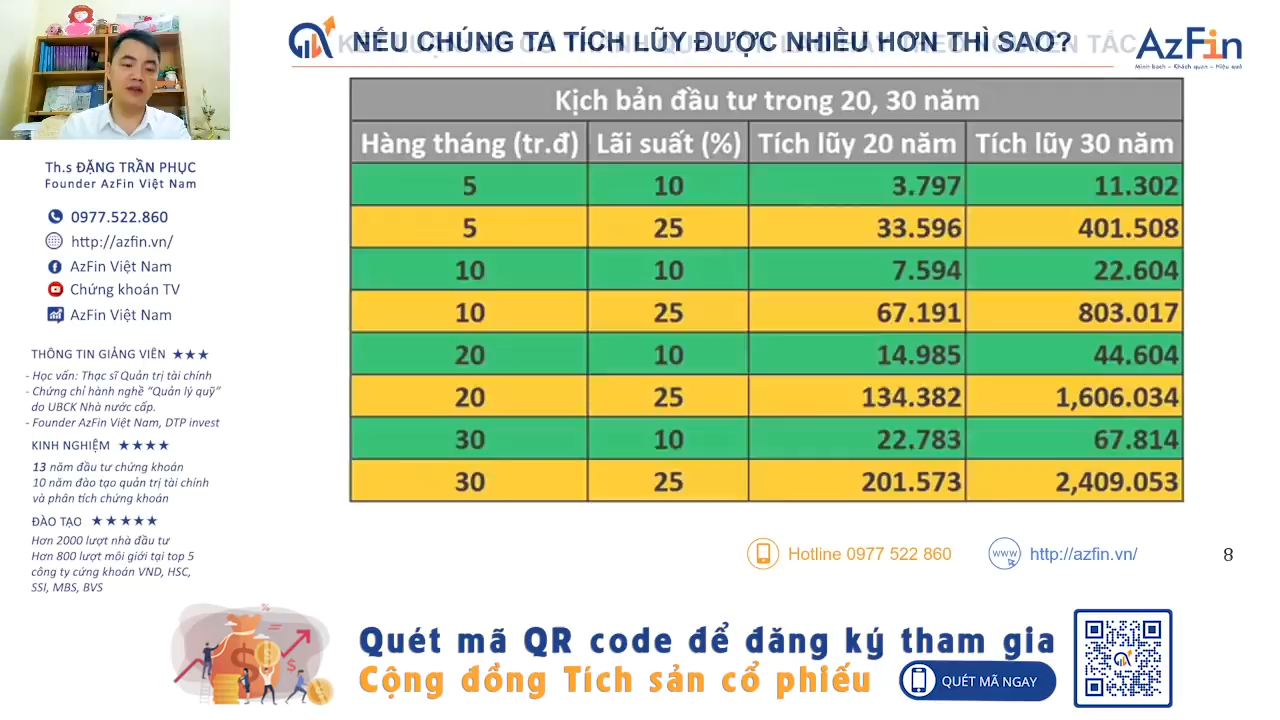 NẾU CHÚNG TA TÍCH LŨY ĐƯỢC NHIỀU HƠN THÌ SAO?
AzFin
Minh bạch - Khách quan - Hiệu quả
Th.s ĐẶNG TRẦN PHỤC
Founder AzFin Việt Nam
0977.522.860
http://azfin.vn/
AzFin Việt Nam
Chứng khoán TV
AzFin Việt Nam
THÔNG TIN GIẢNG VIÊN ★★★
- Học vấn: Thạc sĩ Quản trị tài chính
- Chứng chỉ hành nghề "Quản lý quỹ"
do UBCK Nhà nước cấp.
- Founder AzFin Việt Nam, DTP invest
KINH NGHIỆM ★★★★
13 năm đầu tư chứng khoán
10 năm đào tạo quản trị tài chính
và phân tích chứng khoán
ĐÀO TẠO ★★★★★
Hơn 2000 lượt nhà đầu tư
Hơn 800 lượt môi giới tại top 5
công ty cứng khoán VND, HSC,
SSI, MBS, BVS
Kịch bản đầu tư trong 20, 30 năm
Hàng tháng (tr.đ) Lãi suất (%) Tích lũy 20 năm Tích lũy 30 năm
5 10 3.797 11.302
5 25 33.596 401.508
10 10 7.594 22.604
10 25 67.191 803.017
20 10 14.985 44.604
20 25 134.382 1,606.034
30 10 22.783 67.814
30 25 201.573 2,409.053
Hotline 0977 522 860
www http://azfin.vn/
8
Quét mã QR code để đăng ký tham gia
Cộng đồng Tích sản cổ phiếu
QUÉT MÃ NGAY